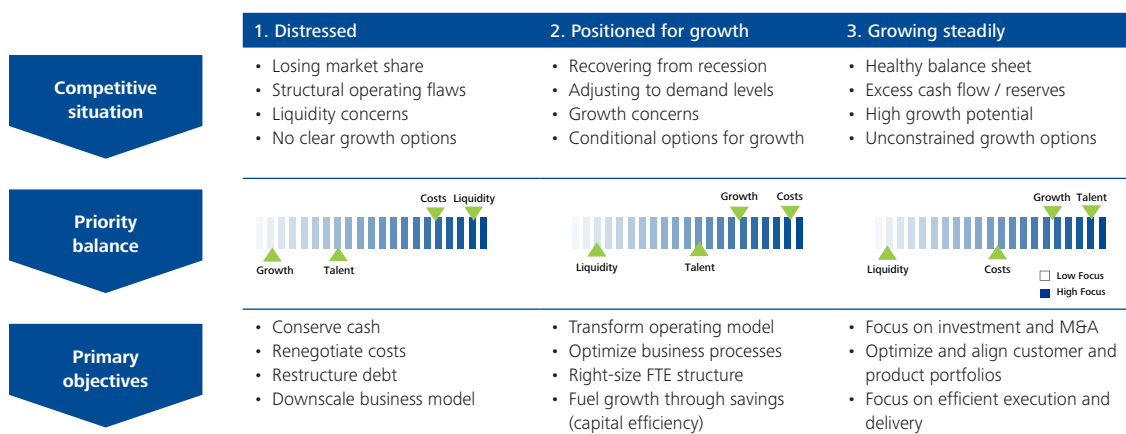 1. Distressed
2. Positioned for growth
3. Growing steadily
Competitive
situation
• Losing market share
• Structural operating flaws
• Liquidity concerns
• No clear growth options
• Recovering from recession
• Adjusting to demand levels
• Growth concerns
• Conditional options for growth
• Healthy balance sheet
• Excess cash flow / reserves
• High growth potential
• Unconstrained growth options
Priority
balance
Costs
Liquidity
Growth
Talent
Growth
Costs
Liquidity
Talent
Growth
Talent
Liquidity
Costs
Low Focus
High Focus
Primary
objectives
• Conserve cash
• Renegotiate costs
• Restructure debt
• Downscale business model
• Transform operating model
• Optimize business processes
• Right-size FTE structure
• Fuel growth through savings
(capital efficiency)
• Focus on investment and M&A
• Optimize and align customer and
product portfolios
• Focus on efficient execution and
delivery